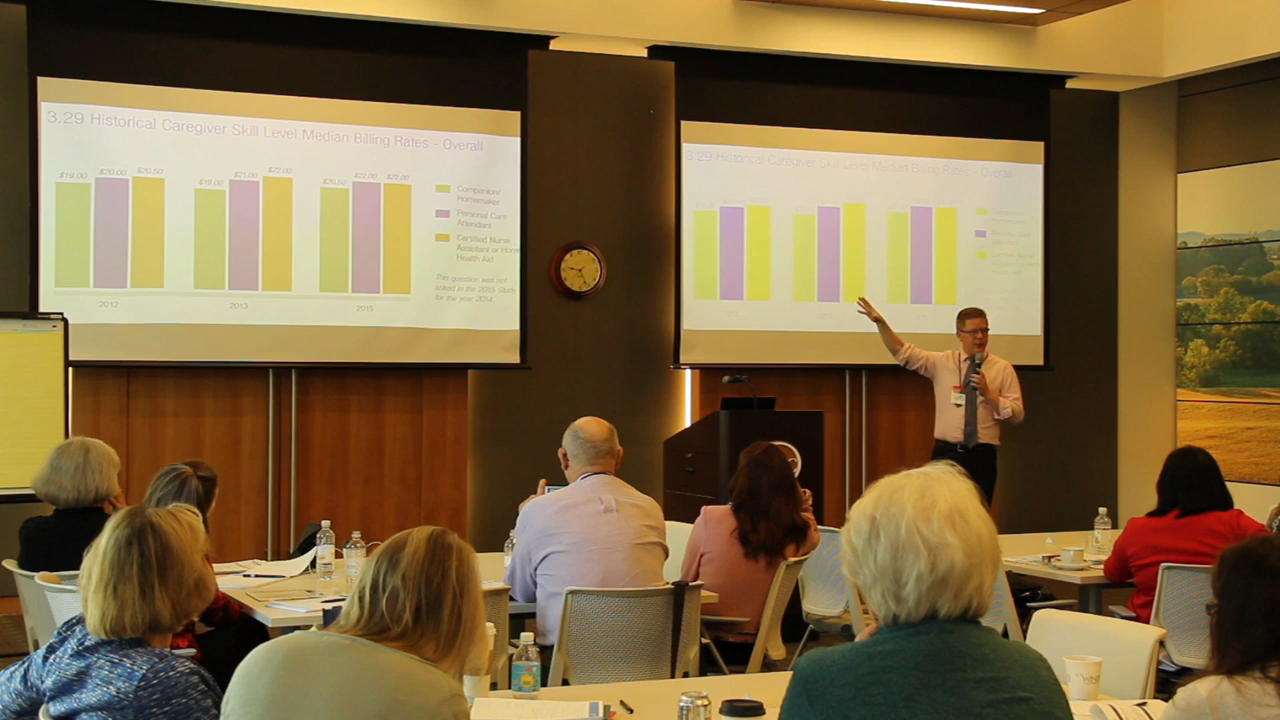 3.29 Historical Caregiver Skill Level Median Billing Rates - Overall
$19.00 $20.00 $20.50
$19.00 $21.00 $22.00
$20.50 $22.00 $22.00
2012 2013 2015
Companion/
Homemaker
Personal Care
Attendant
Certified Nurse
Assistant or Home
Health Aid
This question was not
asked in the 2015 Study
for the year 2014.
3.29 Historical Caregiver Skill Level Median Billing Rates - Overall